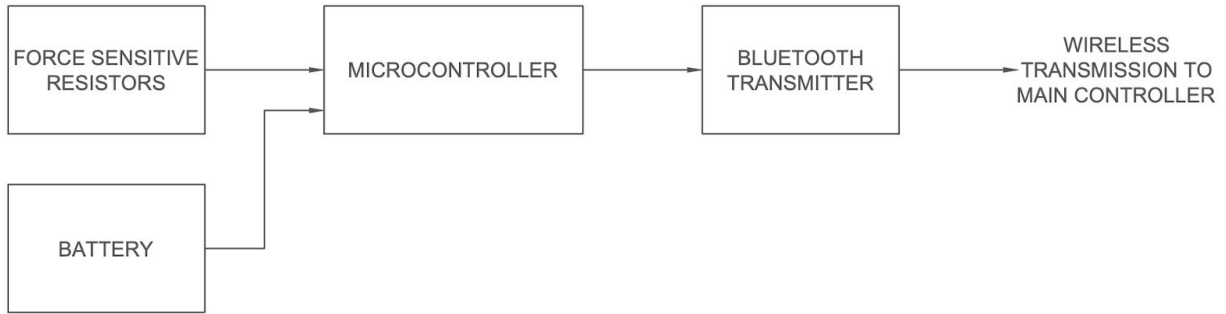 FORCE SENSITIVE
RESISTORS
MICROCONTROLLER
BLUETOOTH
TRANSMITTER
WIRELESS
TRANSMISSION TO
MAIN CONTROLLER
BATTERY